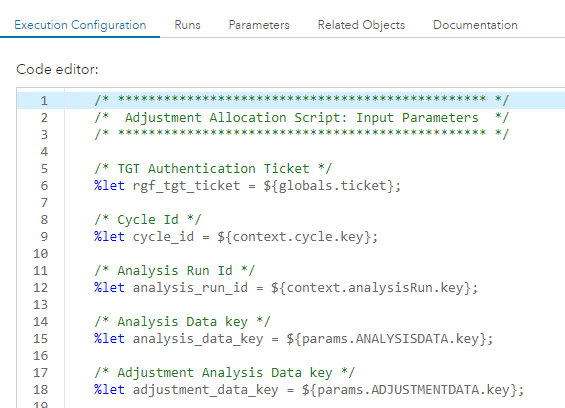 Execution Configuration Runs Parameters Related Objects Documentation
Code editor:
1 /* ************************************************ */
2 /*  Adjustment Allocation Script: Input Parameters  */
3 /* ************************************************ */
4
5 /* TGT Authentication Ticket */
6 %let rgf_tgt_ticket = ${globals.ticket};
7
8 /* Cycle Id */
9 %let cycle_id = ${context.cycle.key};
10
11 /* Analysis Run Id */
12 %let analysis_run_id = ${context.analysisRun.key};
13
14 /* Analysis Data key */
15 %let analysis_data_key = ${params.ANALYSISDATA.key};
16
17 /* Adjustment Analysis Data key */
18 %let adjustment_data_key = ${params.ADJUSTMENTDATA.key};
19